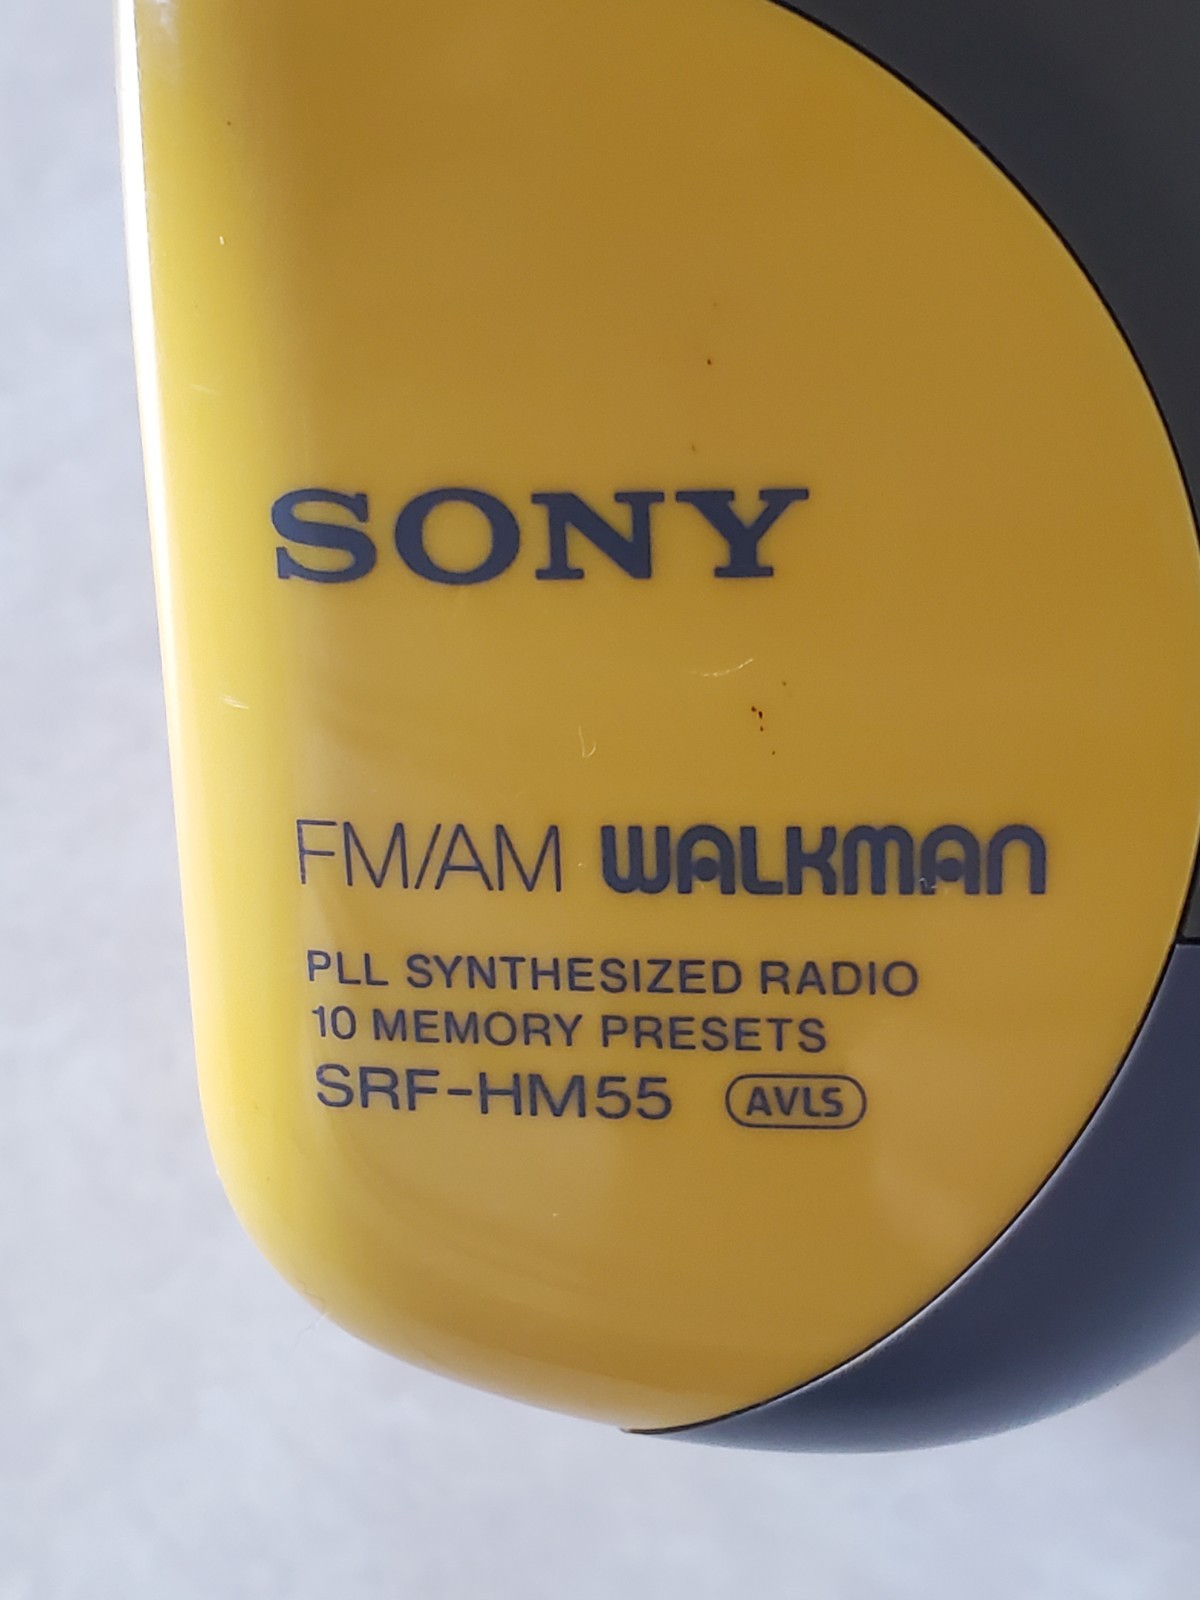 SONY
FM/AM WALKMAN
PLL SYNTHESIZED RADIO
10 MEMORY PRESETS
SRF-HM55 AVLS